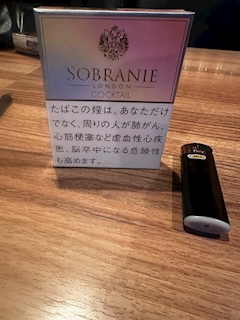 SOBRANIE
LONDON
COCKTAIL
たばこの煙は、あなただけ
でなく、周りの人が肺がん、
心筋梗塞など虚血性心疾
患、脳卒中になる危険性
も高めます。